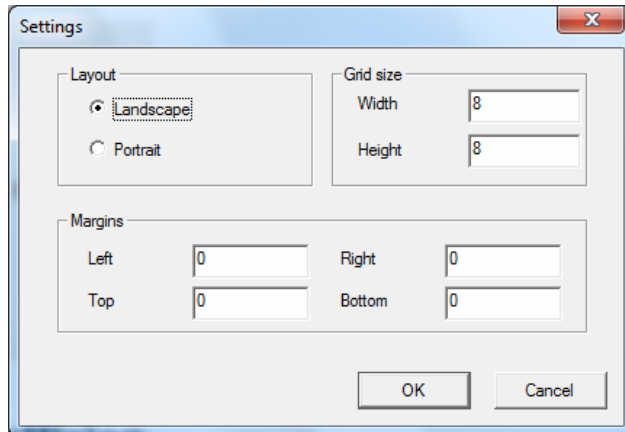 Settings
Layout
Landscape
Portrait
Grid size
Width 8
Height 8
Margins
Left 0 Right 0
Top 0 Bottom 0
OK Cancel